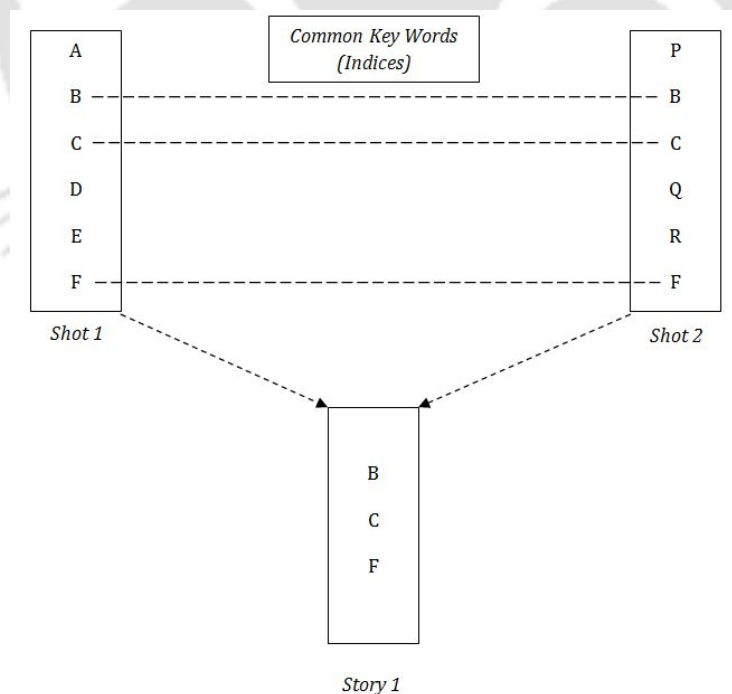 Common Key Words
(Indices)
A
B
C
D
E
F
Shot 1
P
B
C
Q
R
F
Shot 2
B
C
F
Story 1